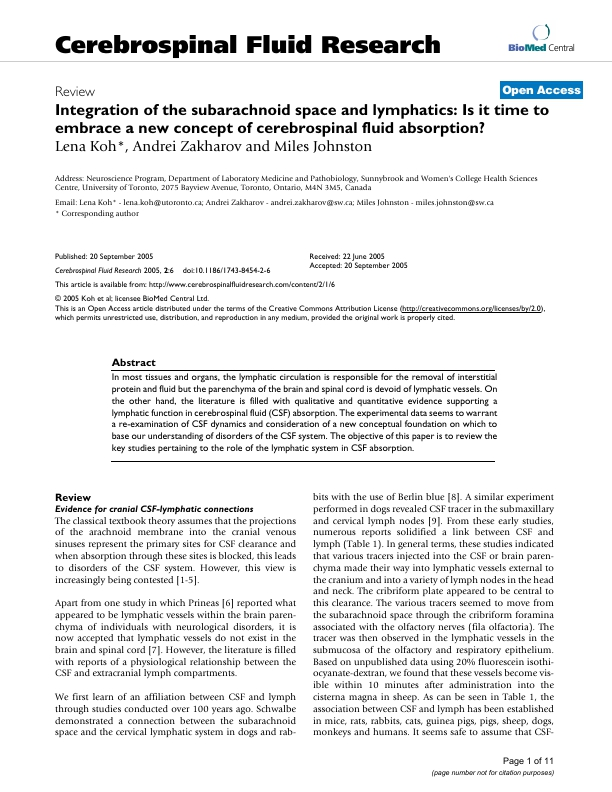 Cerebrospinal Fluid Research
BioMed Central
Review
Open Access
Integration of the subarachnoid space and lymphatics: Is it time to
embrace a new concept of cerebrospinal fluid absorption?
Lena Koh*, Andrei Zakharov and Miles Johnston
Address: Neuroscience Program, Department of Laboratory Medicine and Pathobiology, Sunnybrook and Women's College Health Sciences
Centre, University of Toronto, 2075 Bayview Avenue, Toronto, Ontario, M4N 3M5, Canada
Email: Lena Koh* - lena.koh@utoronto.ca; Andrei Zakharov - andrei.zakharov@sw.ca; Miles Johnston - miles.johnston@sw.ca
* Corresponding author
Published: 20 September 2005
Cerebrospinal Fluid Research 2005, 2:6 doi:10.1186/1743-8454-2-6
Received: 22 June 2005
Accepted: 20 September 2005
This article is available from: http://www.cerebrospinalfluidresearch.com/content/2/1/6
© 2005 Koh et al; licensee BioMed Central Ltd.
This is an Open Access article distributed under the terms of the Creative Commons Attribution License (http://creativecommons.org/licenses/by/2.0),
which permits unrestricted use, distribution, and reproduction in any medium, provided the original work is properly cited.
Abstract
In most tissues and organs, the lymphatic circulation is responsible for the removal of interstitial
protein and fluid but the parenchyma of the brain and spinal cord is devoid of lymphatic vessels. On
the other hand, the literature is filled with qualitative and quantitative evidence supporting a
lymphatic function in cerebrospinal fluid (CSF) absorption. The experimental data seems to warrant
a re-examination of CSF dynamics and consideration of a new conceptual foundation on which to
base our understanding of disorders of the CSF system. The objective of this paper is to review the
key studies pertaining to the role of the lymphatic system in CSF absorption.
Review
Evidence for cranial CSF-lymphatic connections
The classical textbook theory assumes that the projections
of the arachnoid membrane into the cranial venous
sinuses represent the primary sites for CSF clearance and
when absorption through these sites is blocked, this leads
to disorders of the CSF system. However, this view is
increasingly being contested [1-5].
Apart from one study in which Prineas [6] reported what
appeared to be lymphatic vessels within the brain paren-
chyma of individuals with neurological disorders, it is
now accepted that lymphatic vessels do not exist in the
brain and spinal cord [7]. However, the literature is filled
with reports of a physiological relationship between the
CSF and extracranial lymph compartments.
We first learn of an affiliation between CSF and lymph
through studies conducted over 100 years ago. Schwalbe
demonstrated a connection between the subarachnoid
space and the cervical lymphatic system in dogs and rab-
bits with the use of Berlin blue [8]. A similar experiment
performed in dogs revealed CSF tracer in the submaxillary
and cervical lymph nodes [9]. From these early studies,
numerous reports solidified a link between CSF and
lymph (Table 1). In general terms, these studies indicated
that various tracers injected into the CSF or brain paren-
chyma made their way into lymphatic vessels external to
the cranium and into a variety of lymph nodes in the head
and neck. The cribriform plate appeared to be central to
this clearance. The various tracers seemed to move from
the subarachnoid space through the cribriform foramina
associated with the olfactory nerves (fila olfactoria). The
tracer was then observed in the lymphatic vessels in the
submucosa of the olfactory and respiratory epithelium.
Based on unpublished data using 20% fluorescein isothi-
ocyanate-dextran, we found that these vessels become vis-
ible within 10 minutes after administration into the
cisterna magna in sheep. As can be seen in Table 1, the
association between CSF and lymph has been established
in mice, rats, rabbits, cats, guinea pigs, pigs, sheep, dogs,
monkeys and humans. It seems safe to assume that CSF-
Page 1 of 11
(page number not for citation purposes)